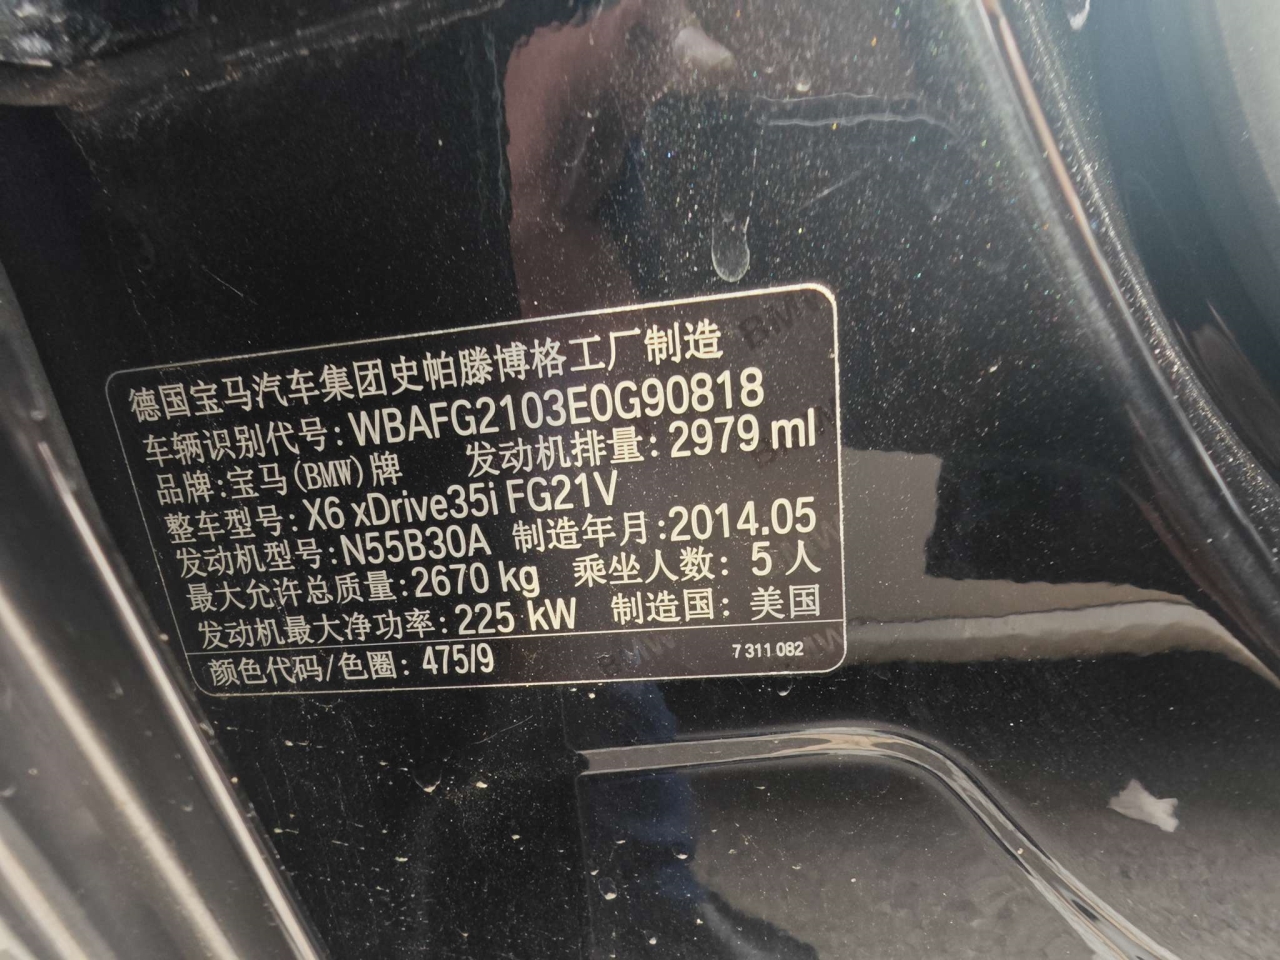 德国宝马汽车集团史帕滕博格工厂制造
车辆识别代号: WBAFG2103E0G90818
品牌: 宝马(BMW)牌 发动机排量: 2979 ml
整车型号: X6 xDrive35i FG21V
发动机型号: N55B30A 制造年月: 2014.05
最大允许总质量: 2670 kg 乘坐人数: 5 人
发动机最大净功率: 225 kW 制造国: 美国
颜色代码/色圈: 475/9 7 311 082